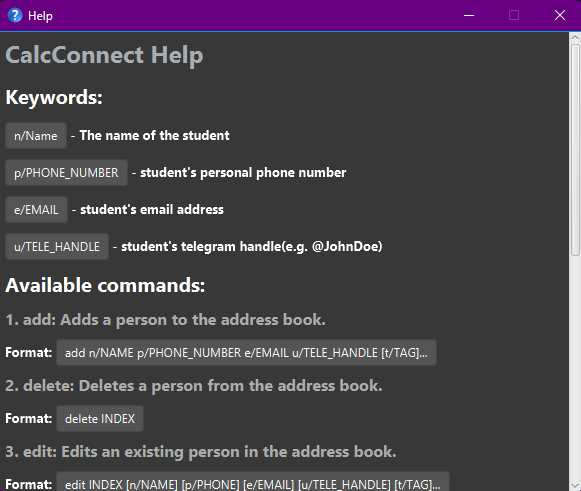 Help
CalcConnect Help
Keywords:
n/Name - The name of the student
p/PHONE_NUMBER - student's personal phone number
e/EMAIL - student's email address
u/TELE_HANDLE - student's telegram handle(e.g. @JohnDoe)
Available commands:
1. add: Adds a person to the address book.
Format: add n/NAME p/PHONE_NUMBER e/EMAIL u/TELE_HANDLE [t/TAG]...
2. delete: Deletes a person from the address book.
Format: delete INDEX
3. edit: Edits an existing person in the address book.
Format: edit INDEX [n/NAME] [p/PHONE] [e/EMAIL] [u/TELE_HANDLE] [t/TAG]...